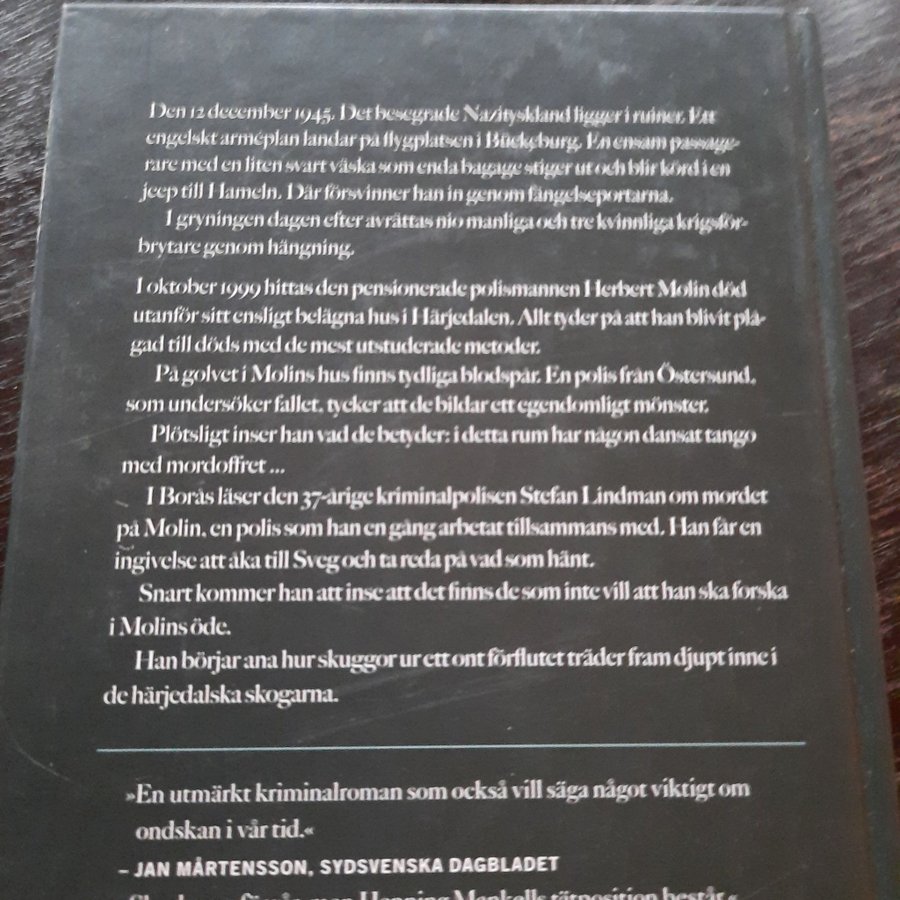 Den 12 december 1945. Det besegrade Nazityskland ligger i ruiner. Ett
engelskt arméplan landar på flygplatsen i Bückeburg. En ensam passage-
rare med en liten svart väska som enda bagage stiger ut och blir körd i en
jeep till Hameln. Där försvinner han in genom fängelseportarna.
I gryningen dagen efter avrättas nio manliga och tre kvinnliga krigsför-
brytare genom hängning.
I oktober 1999 hittas den pensionerade polismannen Herbert Molin död
utanför sitt ensligt belägna hus i Härjedalen. Allt tyder på att han blivit plå-
gad till döds med de mest utstuderade metoder.
På golvet i Molins hus finns tydliga blodspår. En polis från Östersund,
som undersöker fallet, tycker att de bildar ett egendomligt mönster.
Plötsligt inser han vad de betyder: i detta rum har någon dansat tango
med mordoffret ...
I Borås läser den 37-årige kriminalpolisen Stefan Lindman om mordet
på Molin, en polis som han en gång arbetat tillsammans med. Han får en
ingivelse att åka till Sveg och ta reda på vad som hänt.
Snart kommer han att inse att det finns de som inte vill att han ska forska
i Molins öde.
Han börjar ana hur skuggor ur ett ont förflutet träder fram djupt inne i
de härjedalska skogarna.
»En utmärkt kriminalroman som också vill säga något viktigt om
ondskan i vår tid.«
– JAN MÅRTENSSON, SYDSVENSKA DAGBLADET
Henning Mankells tätposition består.«